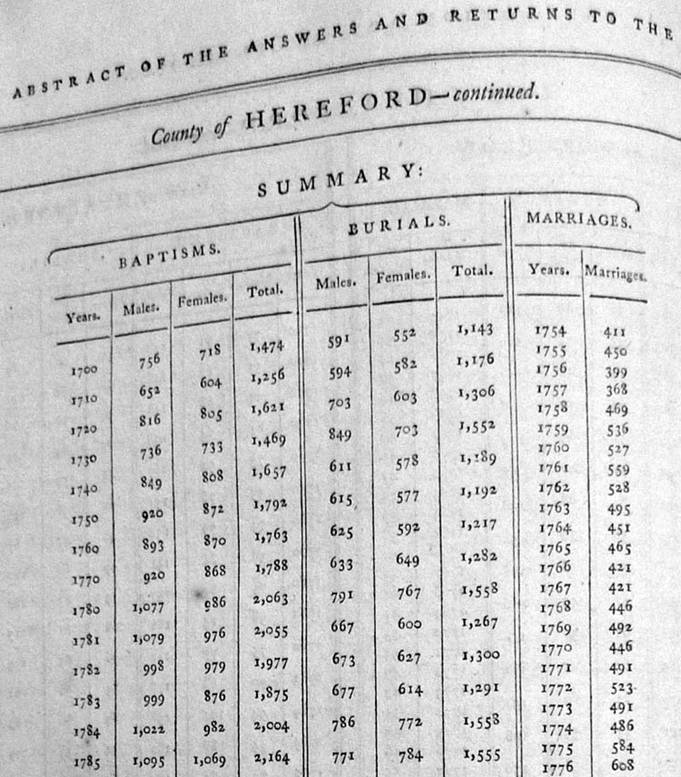 ABSTRACT OF THE ANSWERS AND RETURNS TO THE
County of HEREFORD—continued.
SUMMARY:
BAPTISMS. BURIALS. MARRIAGES.
Years. Males. Females. Total. Males. Females. Total. Years. Marriages.
1700 756 718 1,474 591 552 1,143
1710 652 604 1,256 594 582 1,176
1720 816 805 1,621 703 603 1,306
1730 736 733 1,469 849 703 1,552
1740 849 808 1,657 611 578 1,189
1750 920 872 1,792 615 577 1,192
1760 893 870 1,763 625 592 1,217
1770 920 868 1,788 633 649 1,282
1780 1,077 986 2,063 791 767 1,558
1781 1,079 976 2,055 667 600 1,267
1782 998 979 1,977 673 627 1,300
1783 999 876 1,875 677 614 1,291
1784 1,022 982 2,004 786 772 1,558
1785 1,095 1,069 2,164 771 784 1,555
1754 411
1755 450
1756 399
1757 368
1758 469
1759 536
1760 527
1761 559
1762 528
1763 495
1764 451
1765 465
1766 421
1767 421
1768 446
1769 492
1770 446
1771 491
1772 523
1773 491
1774 486
1775 584
1776 608